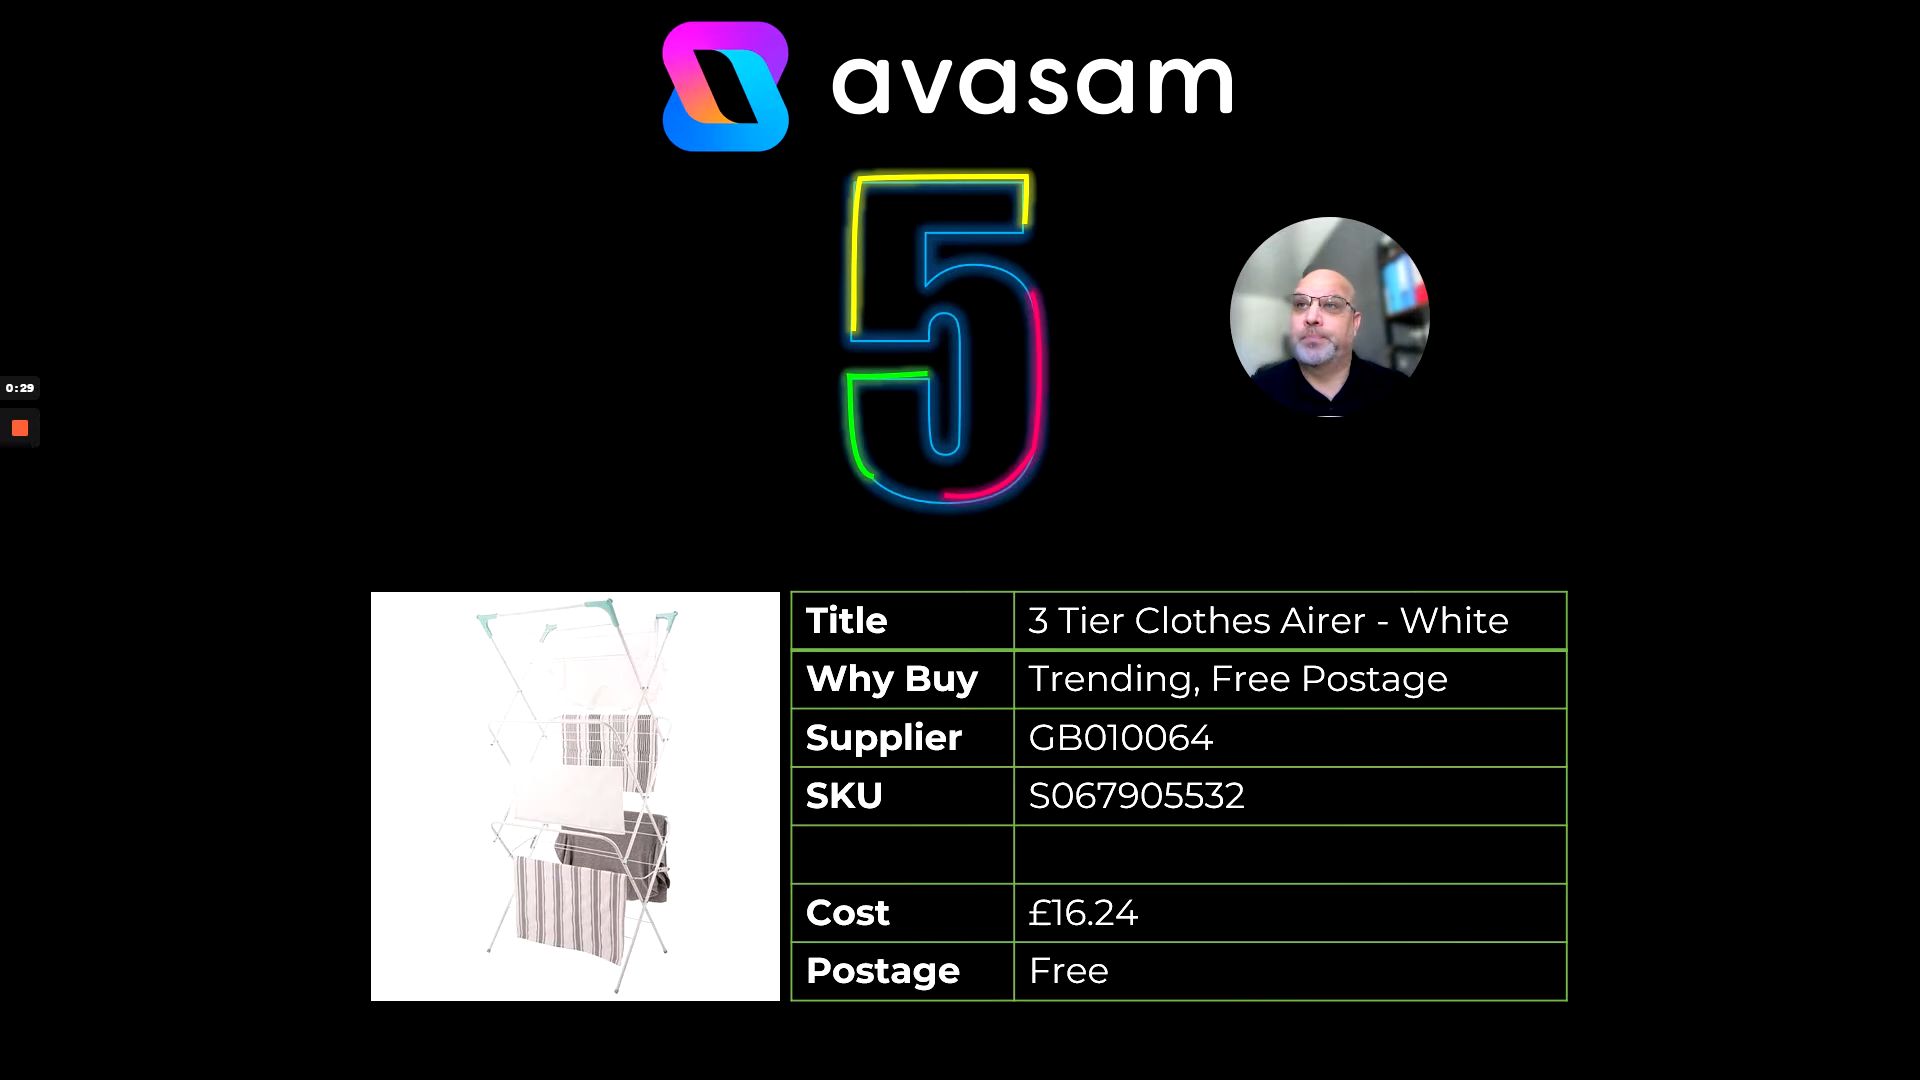 avasam
5
0:29
Title 3 Tier Clothes Airer - White
Why Buy Trending, Free Postage
Supplier GB010064
SKU S067905532
Cost £16.24
Postage Free